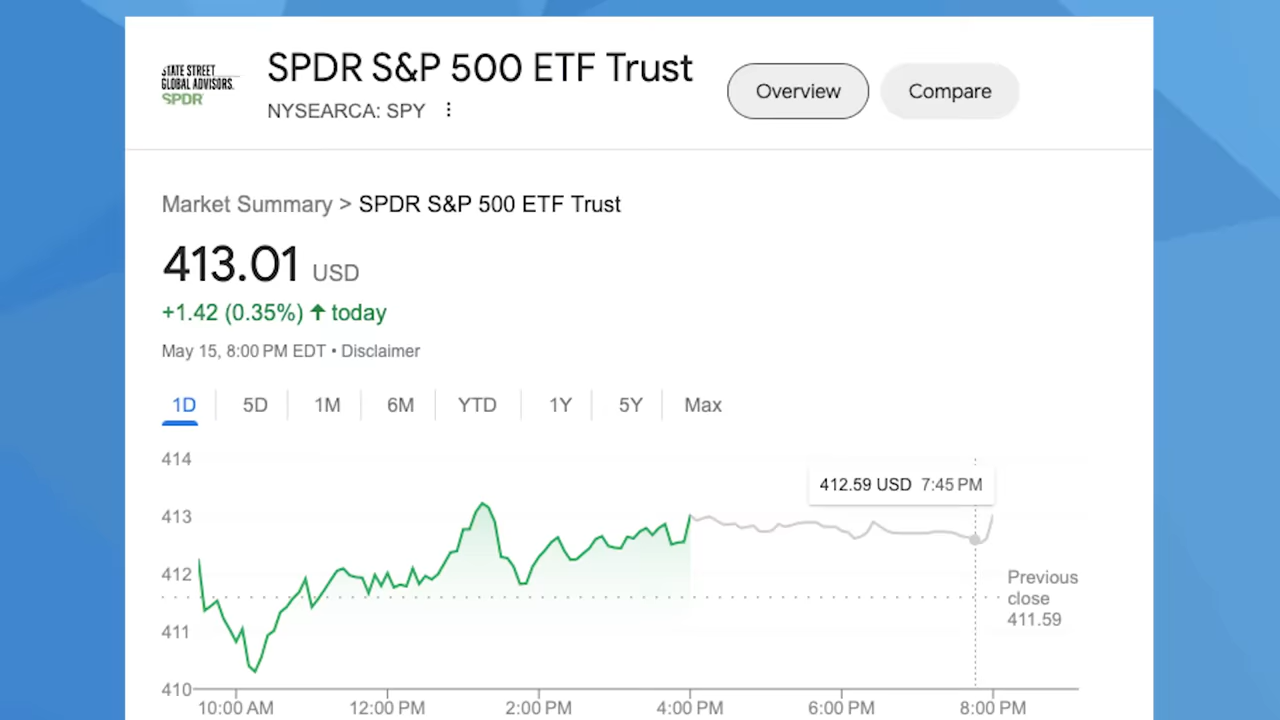 STATE STREET
GLOBAL ADVISORS
SPDR
SPDR S&P 500 ETF Trust
NYSEARCA: SPY
Overview
Compare
Market Summary > SPDR S&P 500 ETF Trust
413.01 USD
+1.42 (0.35%) ↑ today
May 15, 8:00 PM EDT • Disclaimer
1D 5D 1M 6M YTD 1Y 5Y Max
414
412.59 USD 7:45 PM
413
412
Previous
close
411.59
411
410
10:00 AM 12:00 PM 2:00 PM 4:00 PM 6:00 PM 8:00 PM